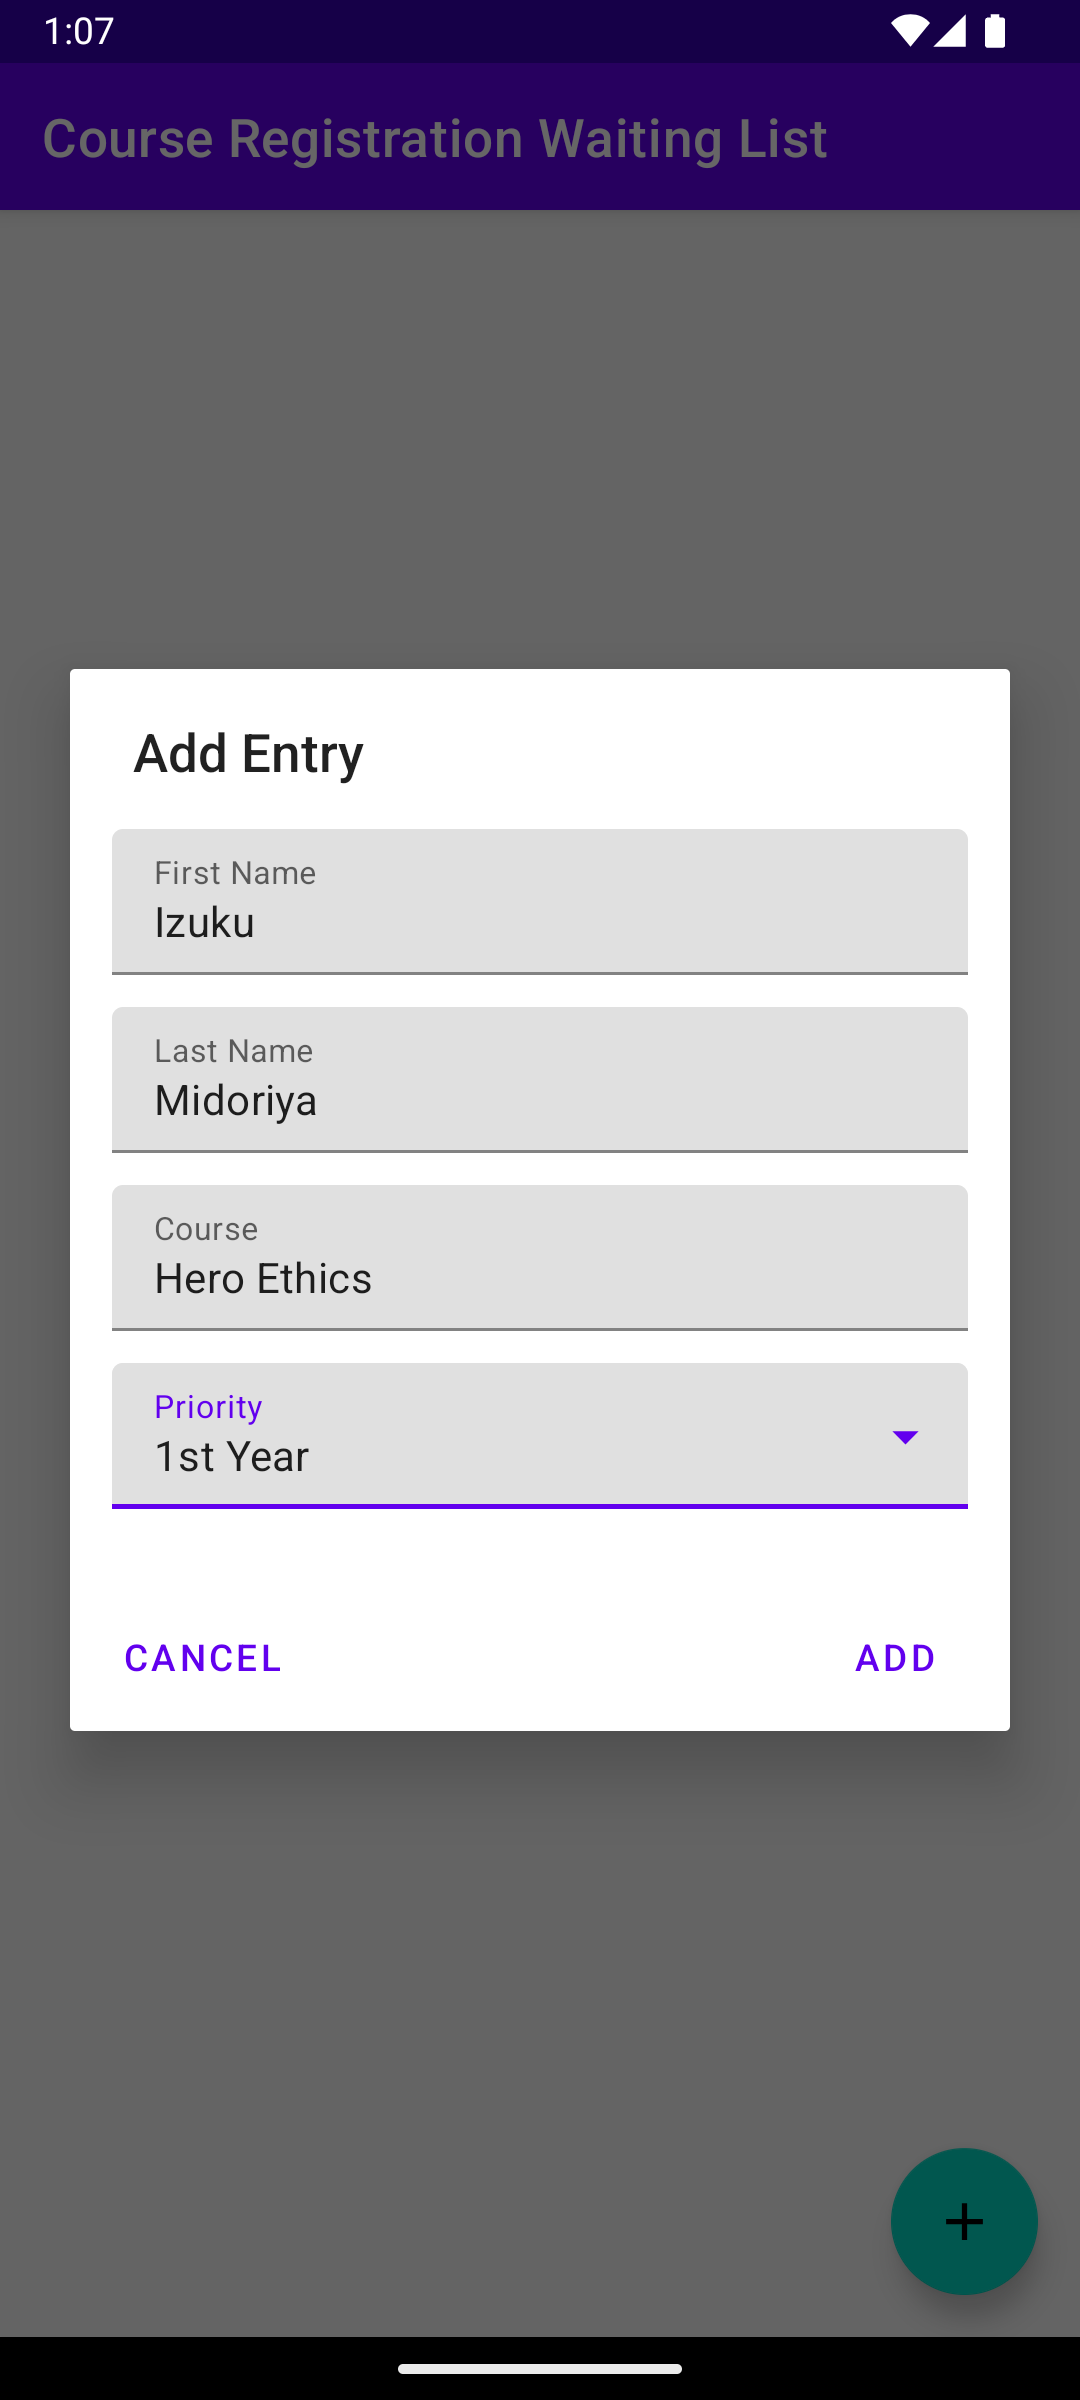 1:07
Course Registration Waiting List
Add Entry
First Name
Izuku
Last Name
Midoriya
Course
Hero Ethics
Priority
1st Year
CANCEL ADD
+